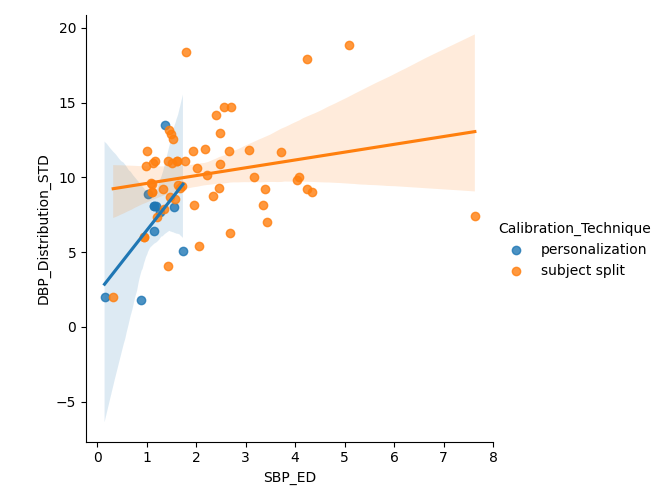 20
15
10
5
0
−5
DBP_Distribution_STD
0 1 2 3 4 5 6 7 8
SBP_ED
Calibration_Technique
personalization
subject split